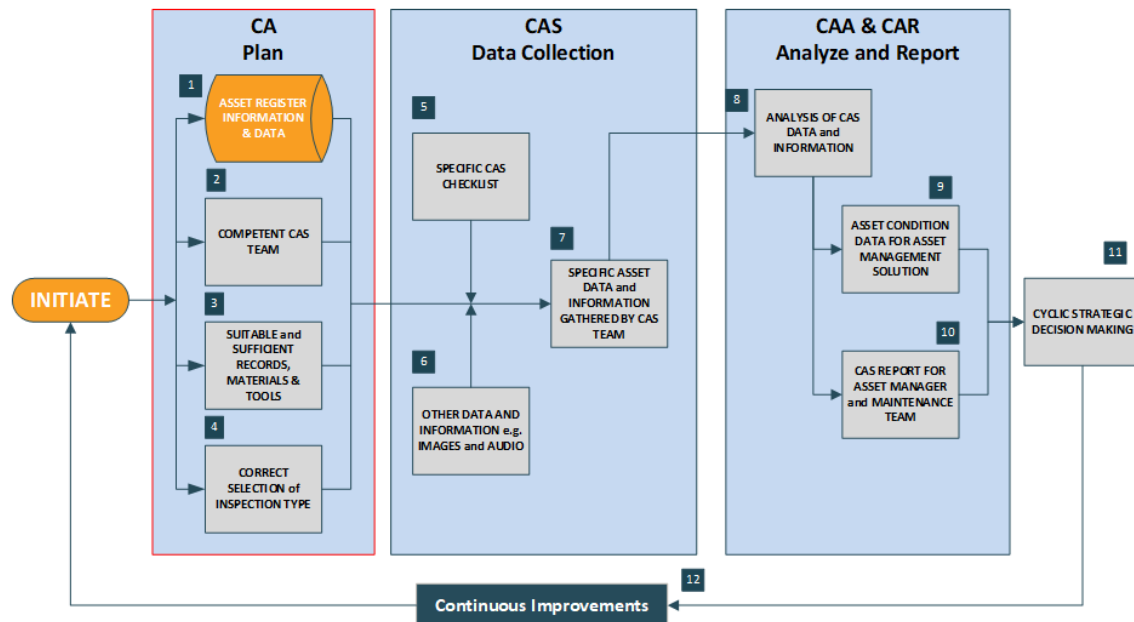 CA
Plan
1
ASSET REGISTER
INFORMATION
& DATA
2
COMPETENT CAS
TEAM
INITIATE
3
SUITABLE and
SUFFICIENT
RECORDS,
MATERIALS &
TOOLS
4
CORRECT
SELECTION of
INSPECTION TYPE
CAS
Data Collection
5
SPECIFIC CAS
CHECKLIST
7
SPECIFIC ASSET
DATA and
INFORMATION
GATHERED BY CAS
TEAM
6
OTHER DATA AND
INFORMATION e.g.
IMAGES and AUDIO
CAA & CAR
Analyze and Report
8
ANALYSIS OF CAS
DATA and
INFORMATION
9
ASSET CONDITION
DATA FOR ASSET
MANAGEMENT
SOLUTION
10
CAS REPORT FOR
ASSET MANAGER
and MAINTENANCE
TEAM
11
CYCLIC STRATEGIC
DECISION MAKING
12
Continuous Improvements